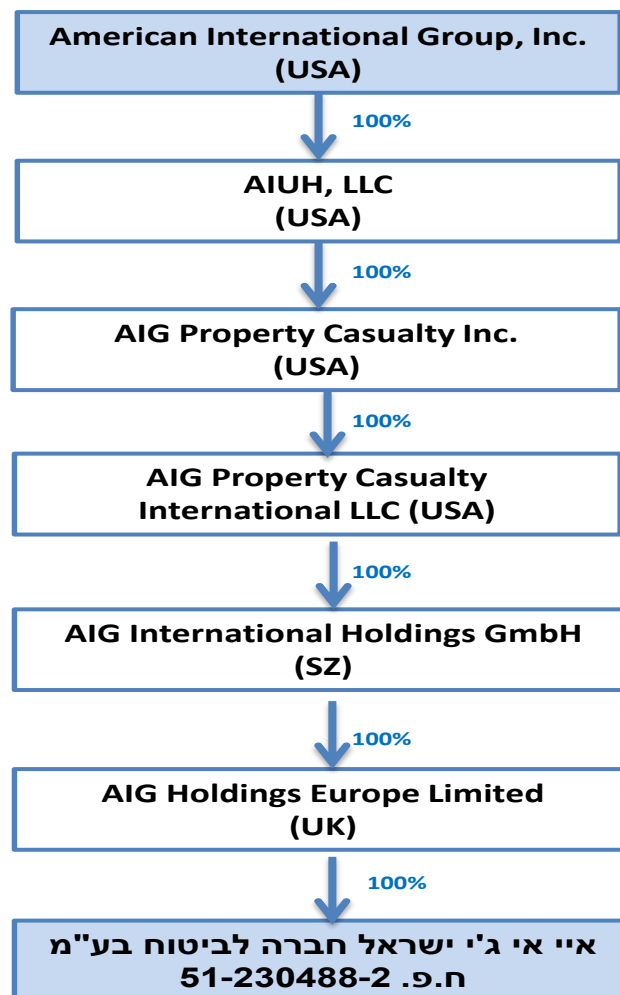 American International Group, Inc.
(USA)
100%
AIUH, LLC
(USA)
100%
AIG Property Casualty Inc.
(USA)
100%
AIG Property Casualty
International LLC (USA)
100%
AIG International Holdings GmbH
(SZ)
100%
AIG Holdings Europe Limited
(UK)
100%
איי אי ג'י ישראל חברה לביטוח בע"מ
ח.פ. 51-230488-2